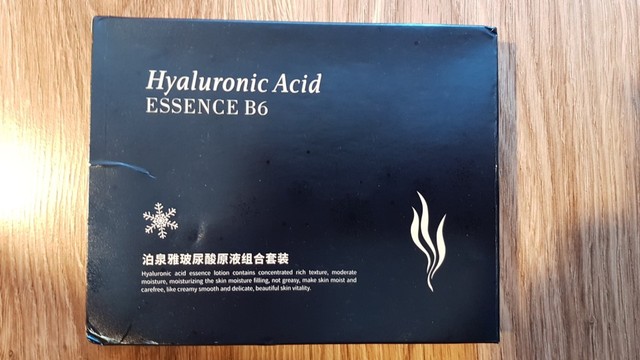 Hyaluronic Acid
ESSENCE B6
泊泉雅玻尿酸原液组合套装
Hyaluronic acid essence lotion contains concentrated rich texture, moderate
moisture, moisturizing the skin moisture filling, not greasy, make skin moist and
carefree, like creamy smooth and delicate, beautiful skin vitality.